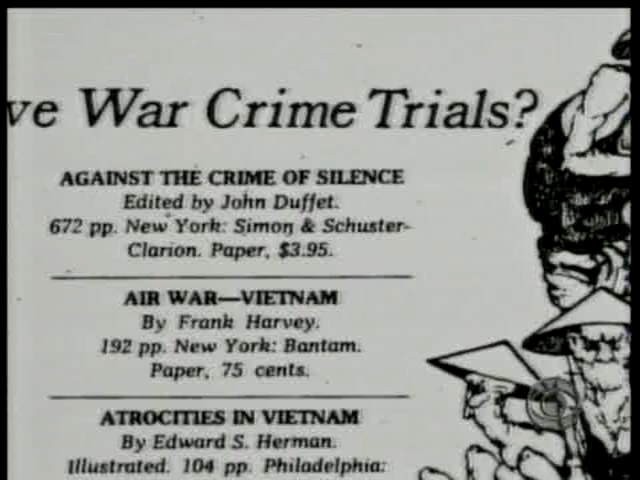 ve War Crime Trials?
AGAINST THE CRIME OF SILENCE
Edited by John Duffet.
672 pp. New York: Simon & Schuster-
Clarion. Paper, $3.95.
AIR WAR—VIETNAM
By Frank Harvey.
192 pp. New York: Bantam.
Paper, 75 cents.
ATROCITIES IN VIETNAM
By Edward S. Herman.
Illustrated. 104 pp. Philadelphia: